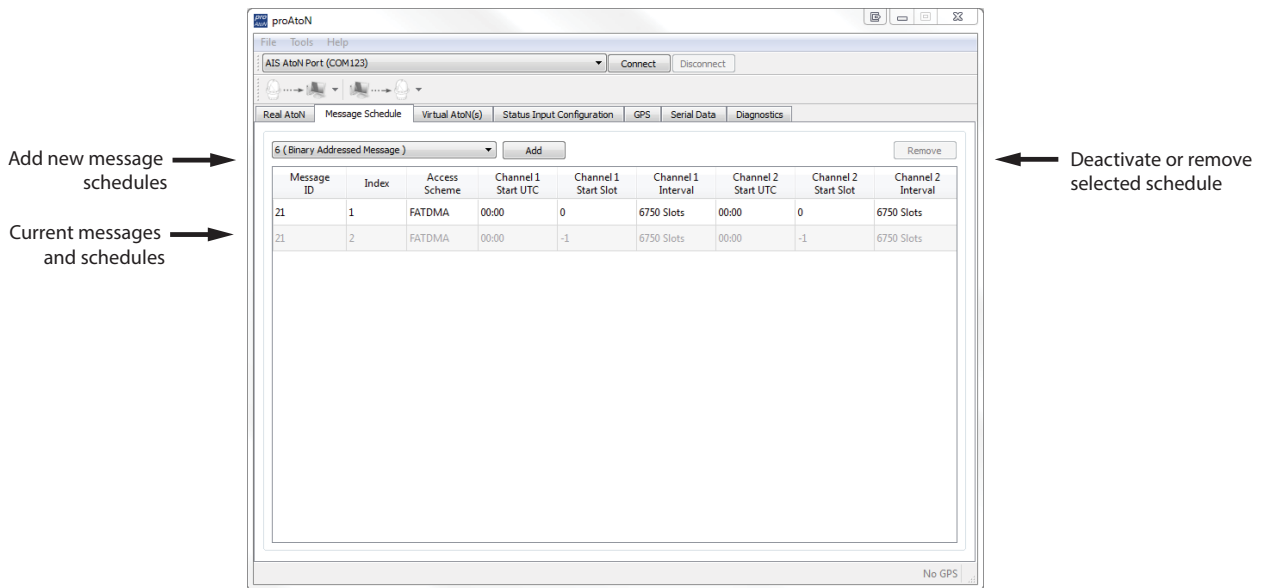 pro
AtoN
proAtoN
File Tools Help
AIS AtoN Port (COM123) Connect Disconnect
Real AtoN Message Schedule Virtual AtoN(s) Status Input Configuration GPS Serial Data Diagnostics
6 ( Binary Addressed Message ) Add Remove
Add new message
schedules
Deactivate or remove
selected schedule
Message ID Index Access Scheme Channel 1 Start UTC Channel 1 Start Slot Channel 1 Interval Channel 2 Start UTC Channel 2 Start Slot Channel 2 Interval
21 1 FATDMA 00:00 0 6750 Slots 00:00 0 6750 Slots
21 2 FATDMA 00:00 -1 6750 Slots 00:00 -1 6750 Slots
Current messages
and schedules
No GPS